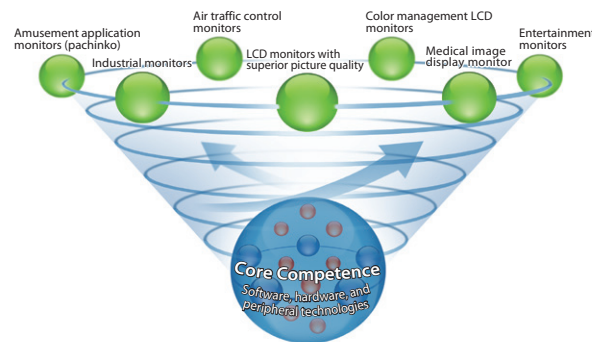 Air traffic control
monitors
Color management LCD
monitors
Entertainment
monitors
Amusement application
monitors (pachinko)
Industrial monitors
LCD monitors with
superior picture quality
Medical image
display monitor
Core Competence
Software, hardware, and
peripheral technologies